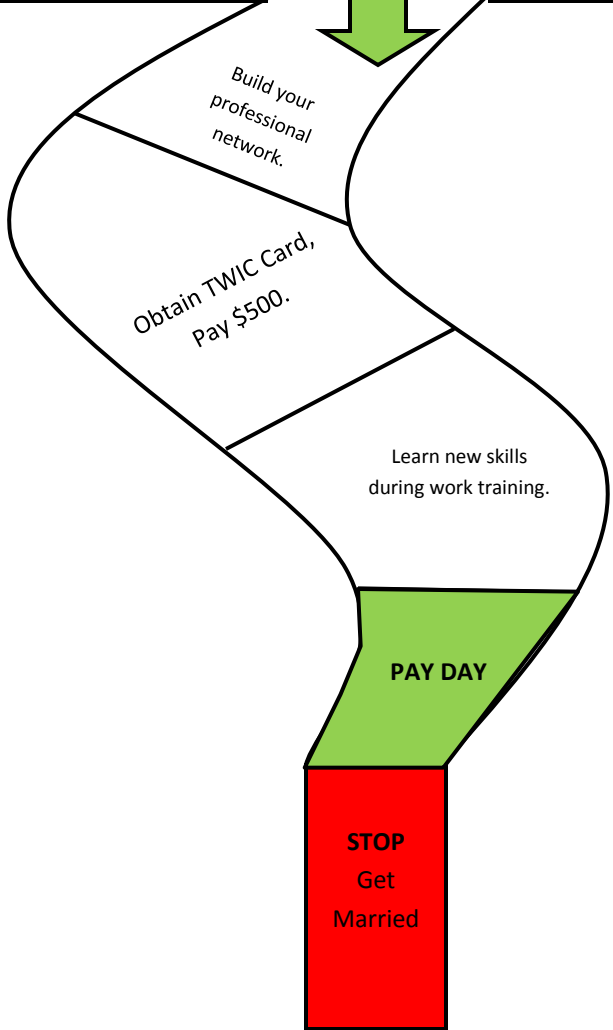 Build your
professional
network.
Obtain TWIC Card,
Pay $500.
Learn new skills
during work training.
PAY DAY
STOP
Get
Married